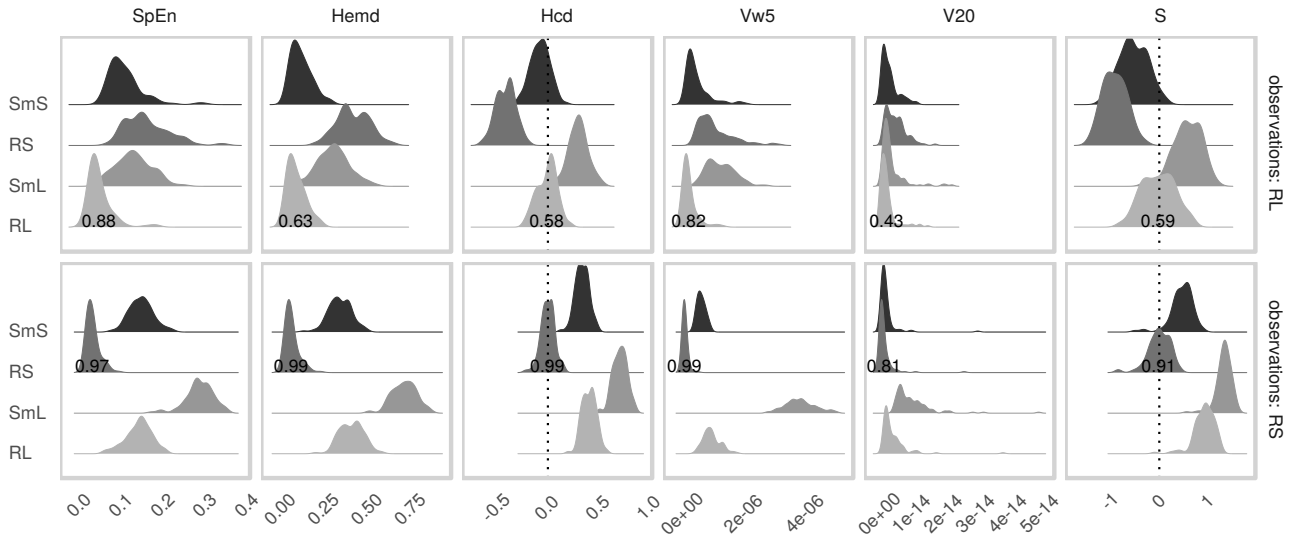 SpEn Hemd Hcd Vw5 V20 S
SmS
RS
SmL
RL
0.88 0.63 0.58 0.82 0.43 0.59
observations: RL
SmS
RS
SmL
RL
0.97 0.99 0.99 0.99 0.81 0.91
observations: RS
0.0 0.1 0.2 0.3 0.4 0.00 0.25 0.50 0.75 -0.5 0.0 0.5 1.0 0e+00 2e-06 4e-06 0e+00 1e-14 2e-14 3e-14 4e-14 5e-14 -1 0 1